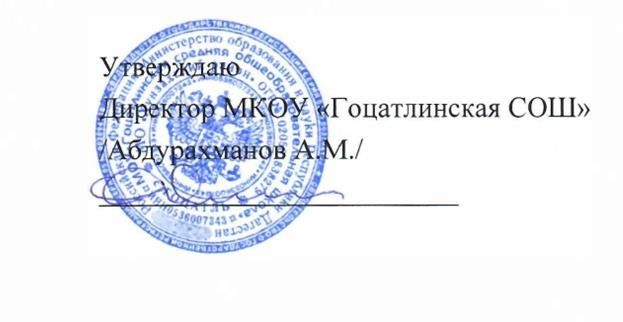 Утверждаю
Директор МКОУ «Гоцатлинская СОШ»
/Абдурахманов А.М./